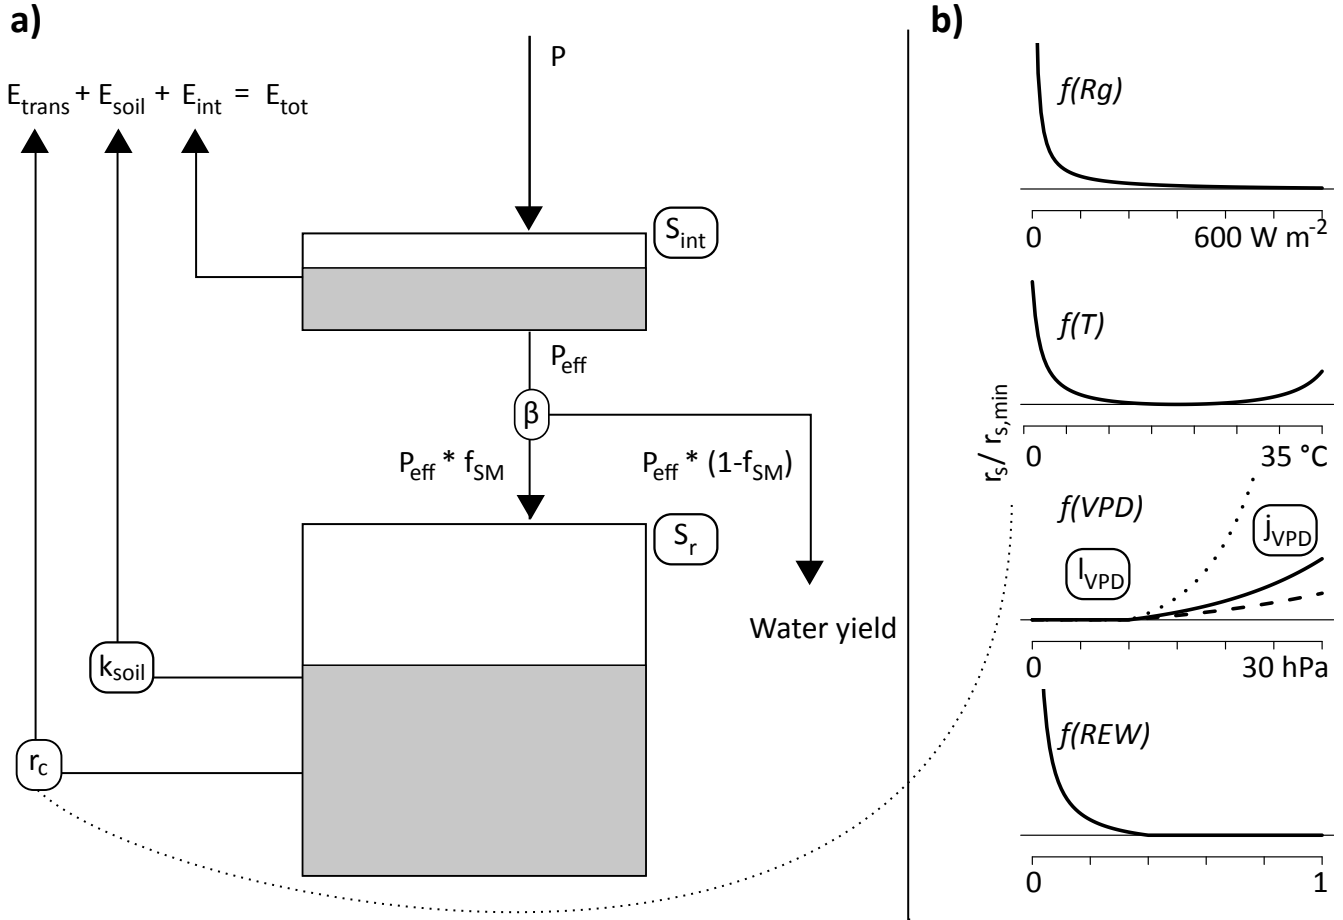 a)
P
E_trans + E_soil + E_int = E_tot
S_int
P_eff
β
P_eff * f_SM
P_eff * (1-f_SM)
S_r
Water yield
k_soil
r_c
b)
r_s/ r_s,min
f(Rg)
0 600 W m⁻²
f(T)
0 35 °C
f(VPD)
j_VPD
l_VPD
0 30 hPa
f(REW)
0 1